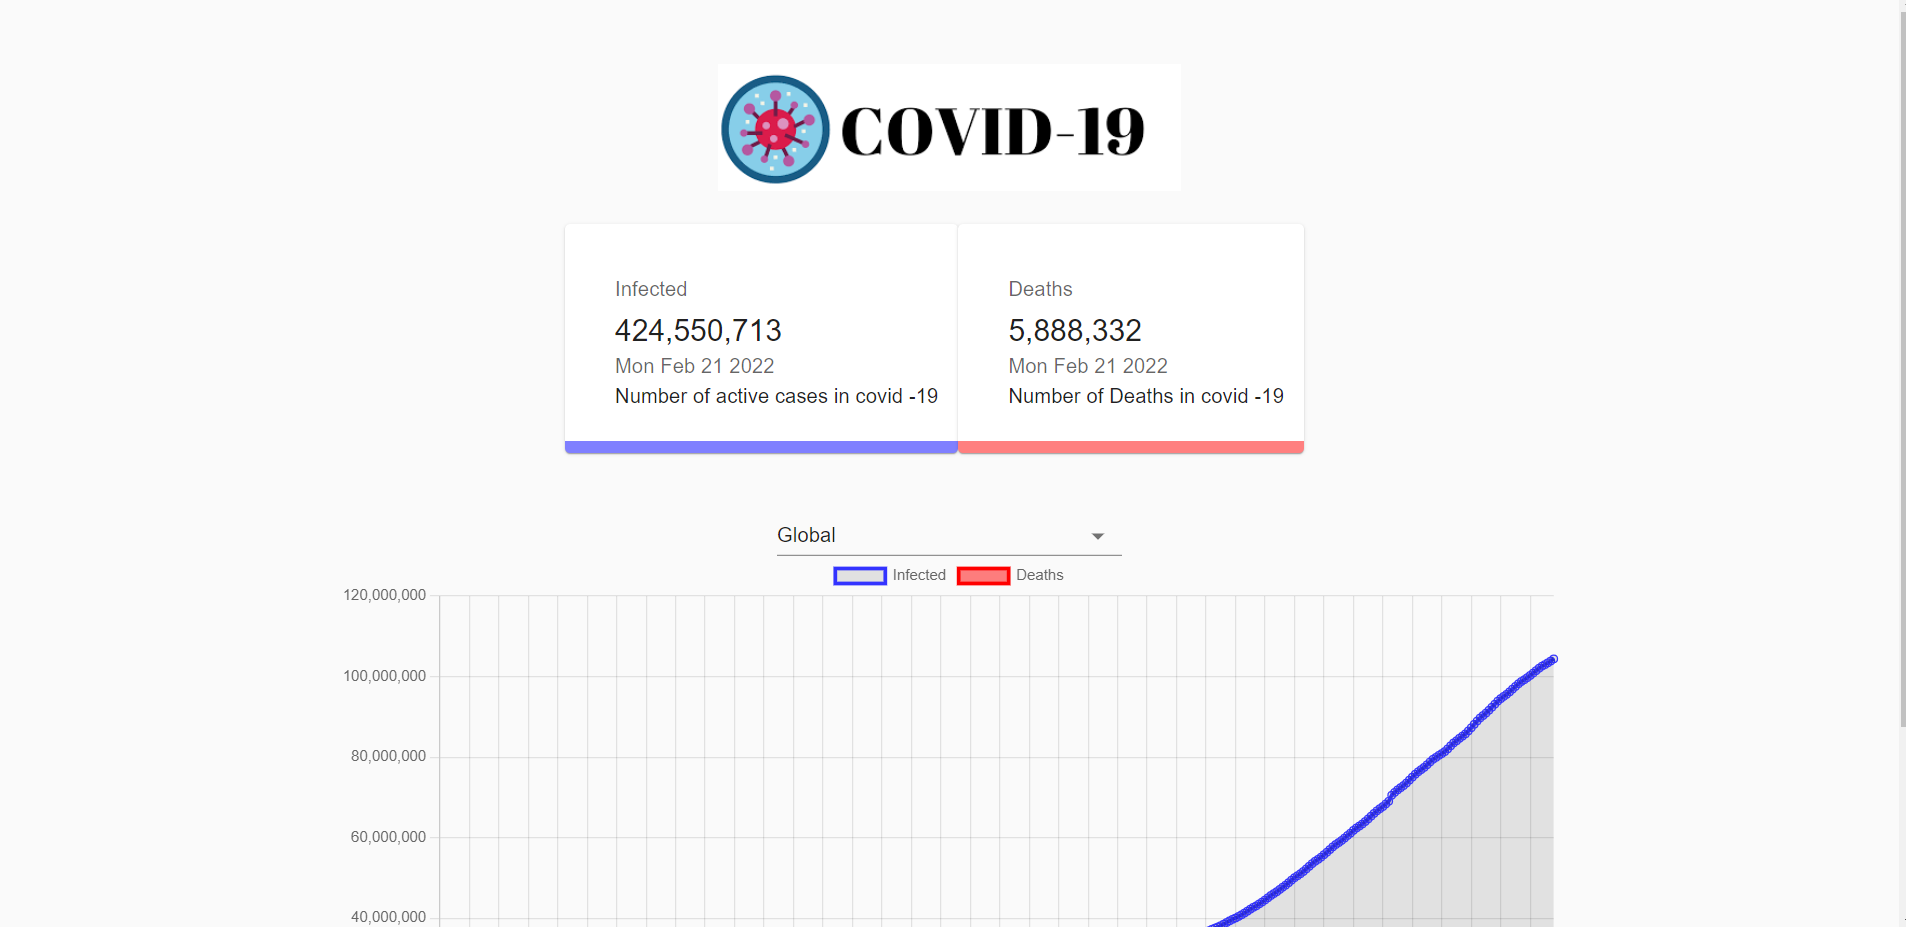 COVID-19
Infected
424,550,713
Mon Feb 21 2022
Number of active cases in covid -19
Deaths
5,888,332
Mon Feb 21 2022
Number of Deaths in covid -19
Global
Infected
Deaths
120,000,000
100,000,000
80,000,000
60,000,000
40,000,000